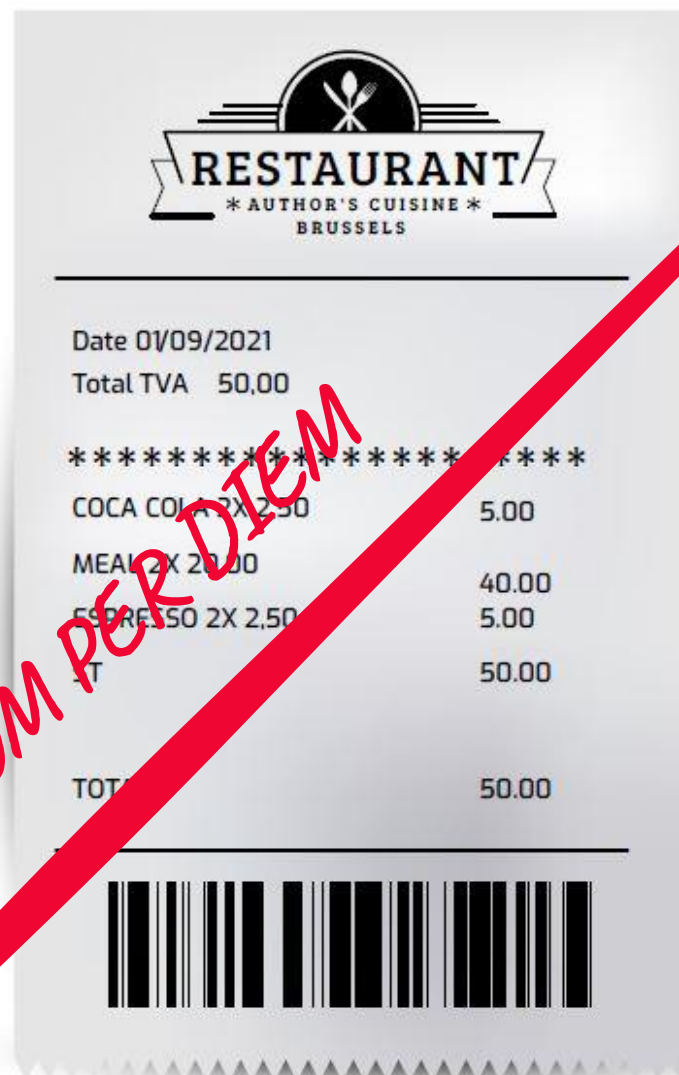 RESTAURANT
* AUTHOR'S CUISINE *
BRUSSELS
Date 01/09/2021
Total TVA 50,00
***********************
COCA COLA 2X 2,50 5.00
MEAL 2X 20,00 40.00
ESPRESSO 2X 2,50 5.00
ST 50.00
50.00
PER DIEM